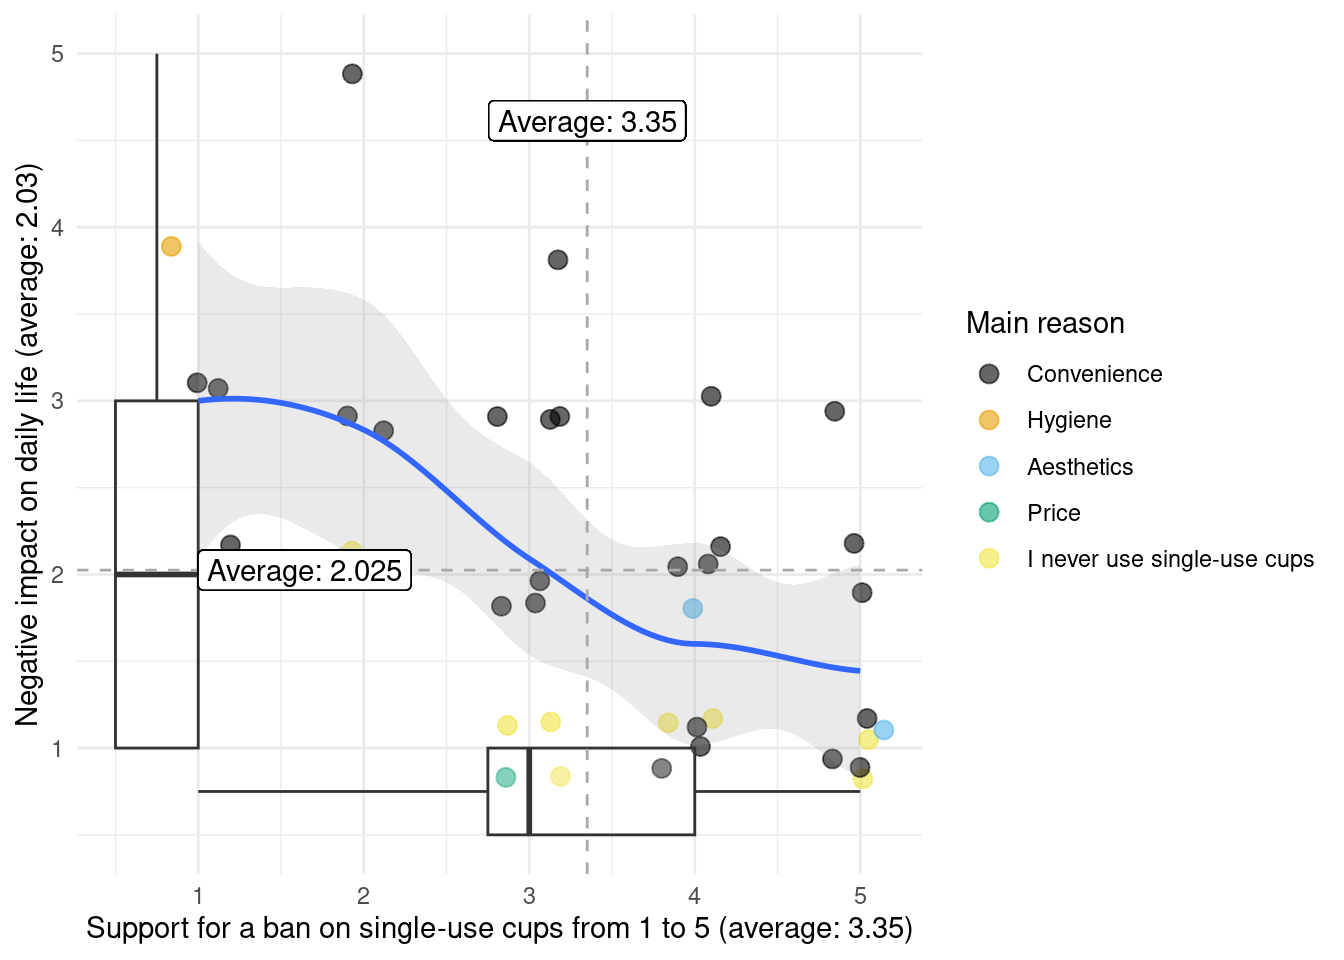 5
4
3
2
1
Negative impact on daily life (average: 2.03)
Average: 3.35
Average: 2.025
1 2 3 4 5
Support for a ban on single-use cups from 1 to 5 (average: 3.35)
Main reason
Convenience
Hygiene
Aesthetics
Price
I never use single-use cups